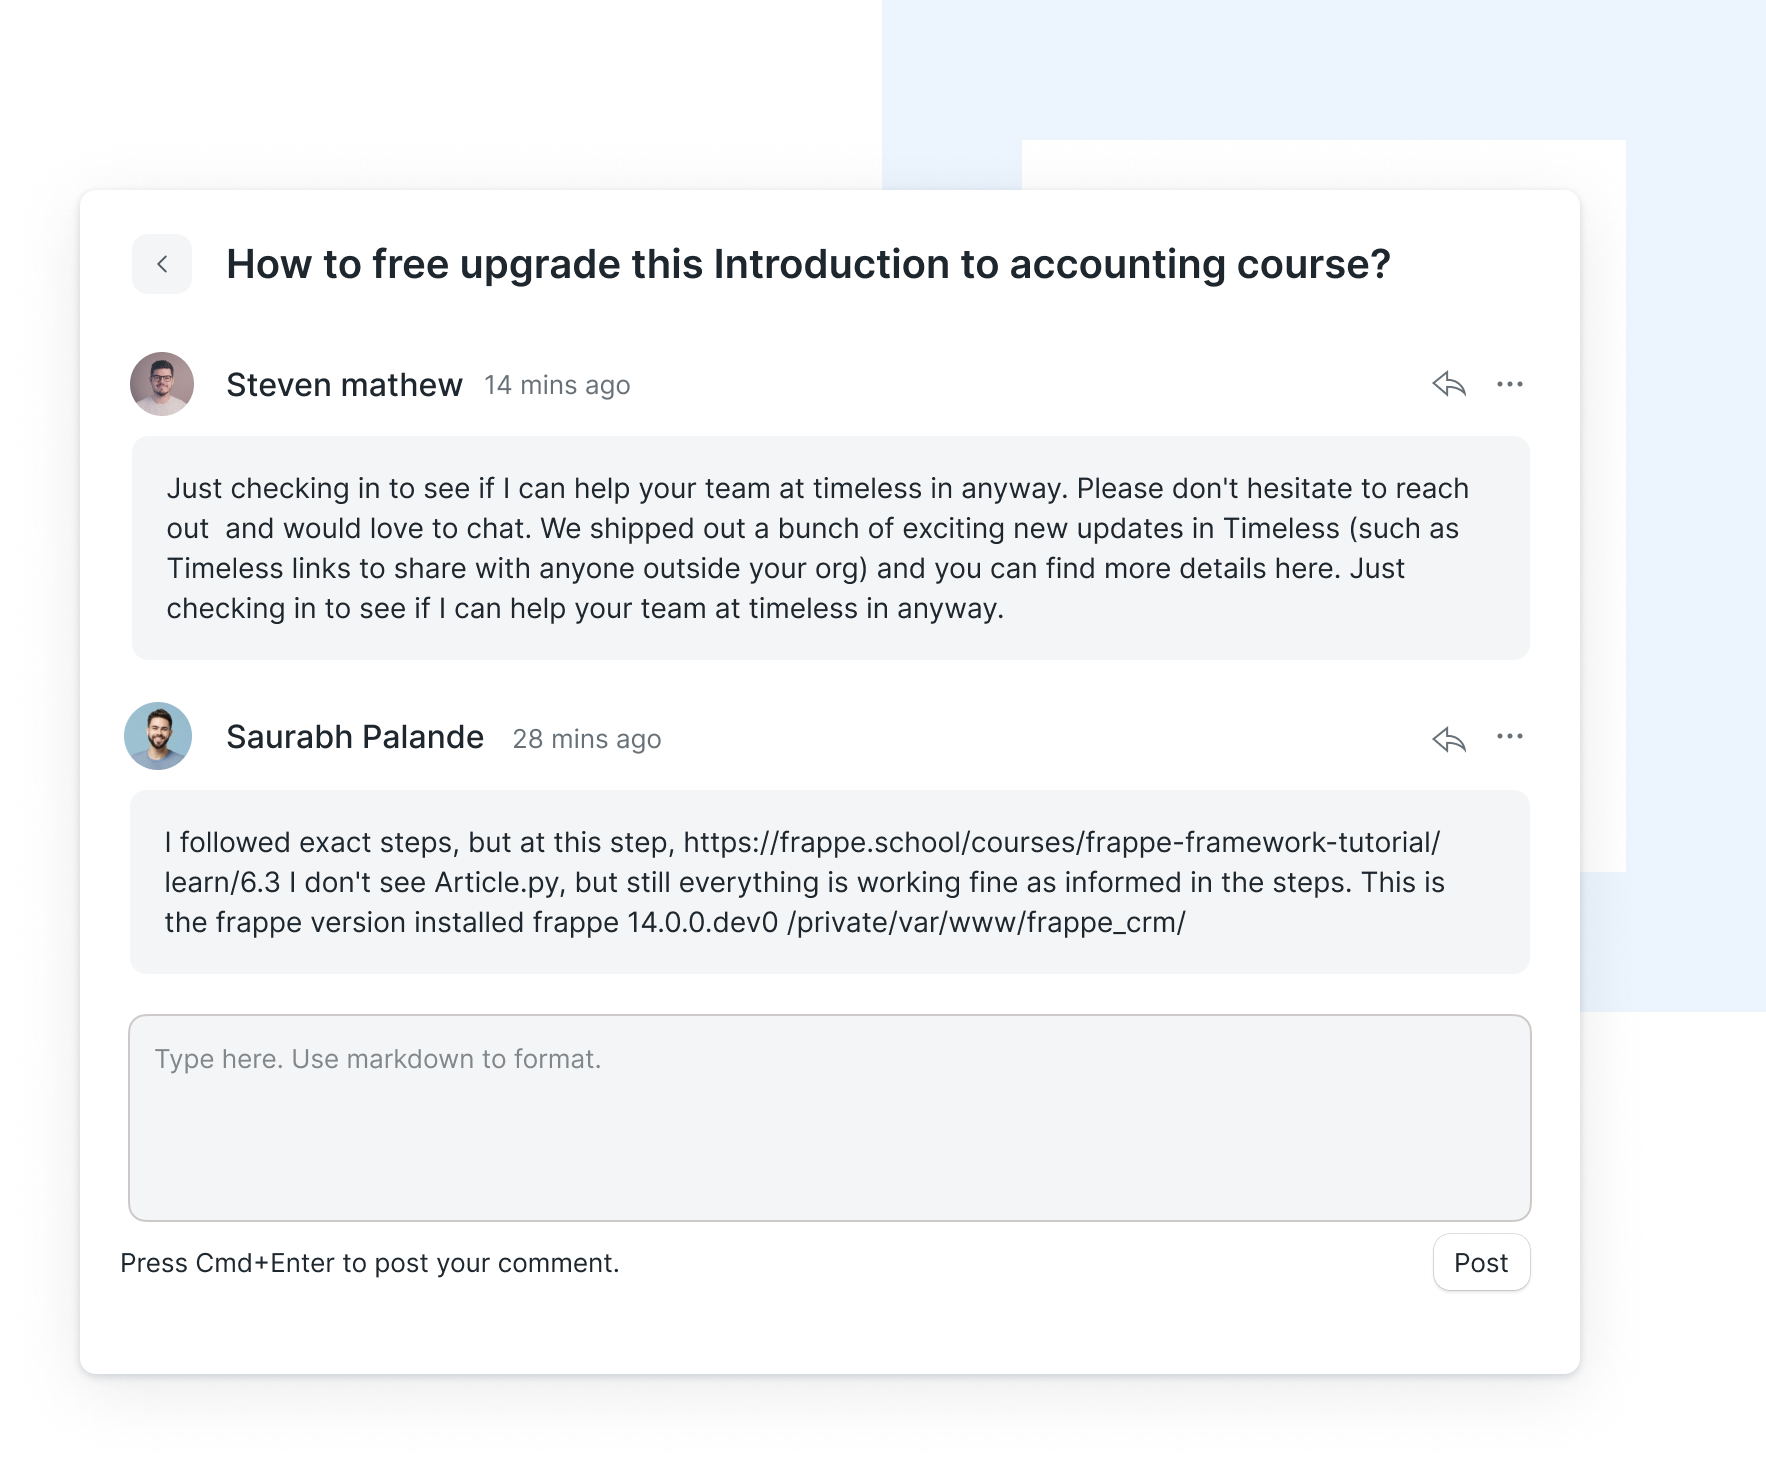 How to free upgrade this Introduction to accounting course?
Steven mathew 14 mins ago
Just checking in to see if I can help your team at timeless in anyway. Please don't hesitate to reach
out  and would love to chat. We shipped out a bunch of exciting new updates in Timeless (such as
Timeless links to share with anyone outside your org) and you can find more details here. Just
checking in to see if I can help your team at timeless in anyway.
Saurabh Palande 28 mins ago
I followed exact steps, but at this step, https://frappe.school/courses/frappe-framework-tutorial/
learn/6.3 I don't see Article.py, but still everything is working fine as informed in the steps. This is
the frappe version installed frappe 14.0.0.dev0 /private/var/www/frappe_crm/
Type here. Use markdown to format.
Press Cmd+Enter to post your comment.
Post